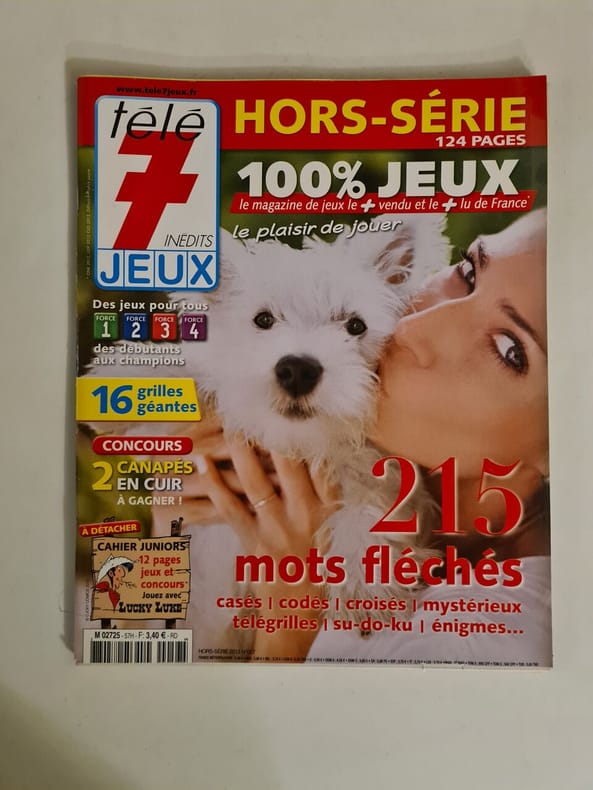 www.tele7jeux.fr
télé
7
INÉDITS
JEUX
HORS-SÉRIE
124 PAGES
100% JEUX
le magazine de jeux le + vendu et le + lu de France*
le plaisir de jouer
Des jeux pour tous
FORCE 1 FORCE 2 FORCE 3 FORCE 4
des débutants
aux champions
16 grilles
géantes
CONCOURS
2 CANAPÉS
EN CUIR
À GAGNER !
À DÉTACHER
CAHIER JUNIORS
12 pages
jeux et
concours
Jouez avec
LUCKY LUKE
215
mots fléchés
casés | codés | croisés | mystérieux
télégrilles | su-do-ku | énigmes...
M 02725 - 57H - F: 3,40 € - RD